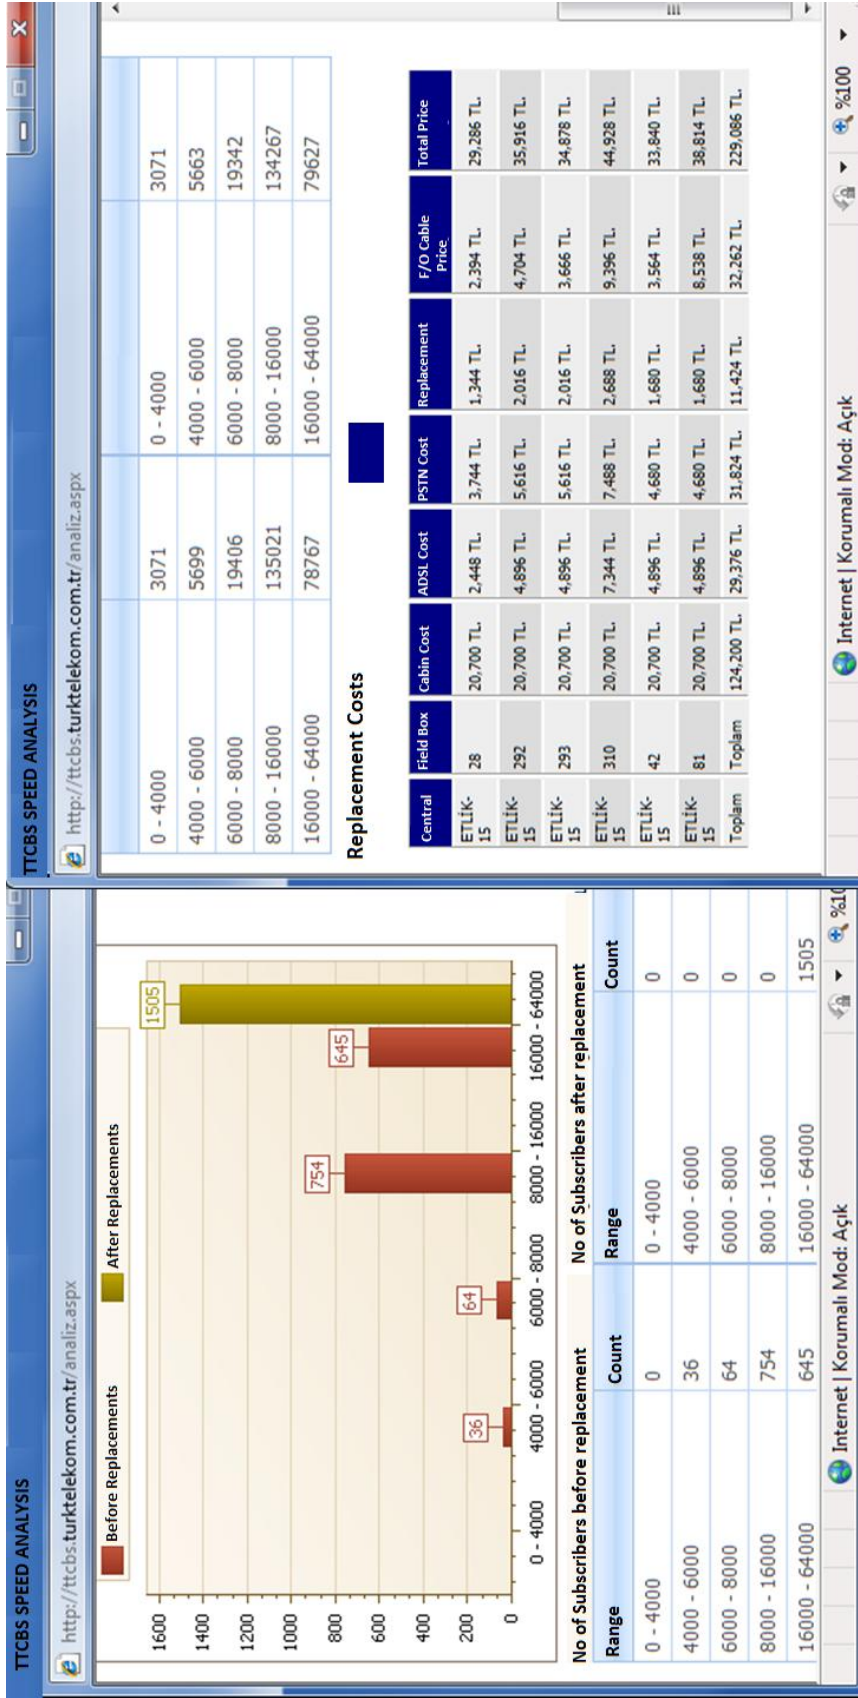 TTCBS SPEED ANALYSIS
http://ttcbs.turktelekom.com.tr/analiz.aspx
Before Replacements
After Replacements
1600
1400
1200
1000
800
600
400
200
0
36
64
754
645
1505
0 - 4000
4000 - 6000
6000 - 8000
8000 - 16000
16000 - 64000
No of Subscribers before replacement
No of Subscribers after replacement
Range Count Range Count
0 - 4000 0 0 - 4000 0
4000 - 6000 36 4000 - 6000 0
6000 - 8000 64 6000 - 8000 0
8000 - 16000 754 8000 - 16000 0
16000 - 64000 645 16000 - 64000 1505
Internet | Korumalı Mod: Açık
%10
TTCBS SPEED ANALYSIS
http://ttcbs.turktelekom.com.tr/analiz.aspx
0 - 4000 3071 0 - 4000 3071
4000 - 6000 5699 4000 - 6000 5663
6000 - 8000 19406 6000 - 8000 19342
8000 - 16000 135021 8000 - 16000 134267
16000 - 64000 78767 16000 - 64000 79627
Replacement Costs
Central Field Box Cabin Cost ADSL Cost PSTN Cost Replacement F/O Cable Price Total Price
ETLİK-15 28 20,700 TL. 2,448 TL. 3,744 TL. 1,344 TL. 2,394 TL. 29,286 TL.
ETLİK-15 292 20,700 TL. 4,896 TL. 5,616 TL. 2,016 TL. 4,704 TL. 35,916 TL.
ETLİK-15 293 20,700 TL. 4,896 TL. 5,616 TL. 2,016 TL. 3,666 TL. 34,878 TL.
ETLİK-15 310 20,700 TL. 7,344 TL. 7,488 TL. 2,688 TL. 9,396 TL. 44,928 TL.
ETLİK-15 42 20,700 TL. 4,896 TL. 4,680 TL. 1,680 TL. 3,564 TL. 33,840 TL.
ETLİK-15 81 20,700 TL. 4,896 TL. 4,680 TL. 1,680 TL. 8,538 TL. 38,814 TL.
Toplam Toplam 124,200 TL. 29,376 TL. 31,824 TL. 11,424 TL. 32,262 TL. 229,086 TL.
Internet | Korumalı Mod: Açık
%100